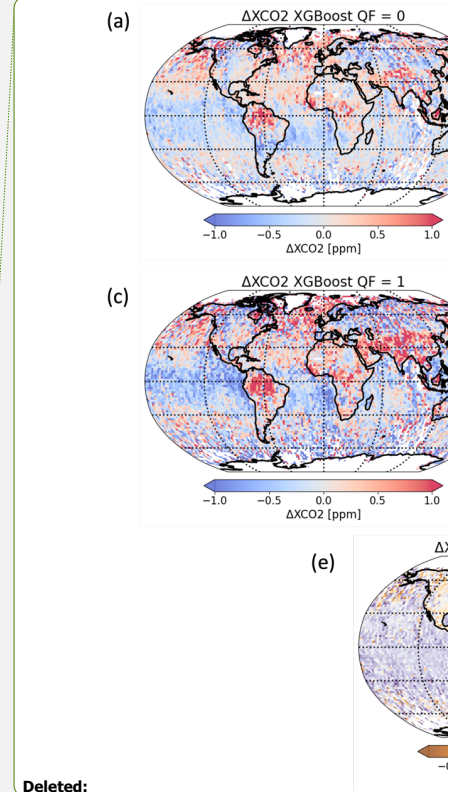 (a)
ΔXCO2 XGBoost QF = 0
−1.0 −0.5 0.0 0.5 1.0
ΔXCO2 [ppm]
(c)
ΔXCO2 XGBoost QF = 1
−1.0 −0.5 0.0 0.5 1.0
ΔXCO2 [ppm]
(e)
Deleted: